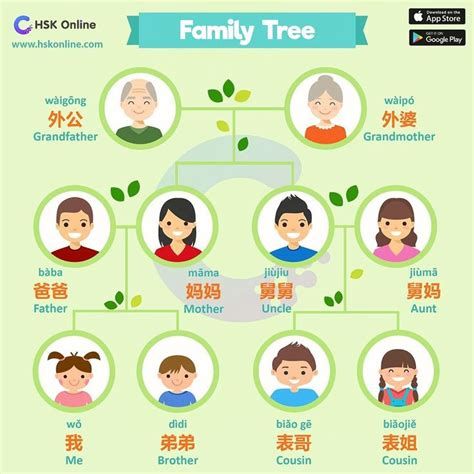 HSK Online
www.hskonline.com
Family Tree
Download on the
App Store
GET IT ON
Google Play
wàigōng
外公
Grandfather
wàipó
外婆
Grandmother
bàba
爸爸
Father
māma
妈妈
Mother
jiùjiu
舅舅
Uncle
jiùmā
舅妈
Aunt
wǒ
我
Me
dìdi
弟弟
Brother
biǎo gē
表哥
Cousin
biǎojiě
表姐
Cousin